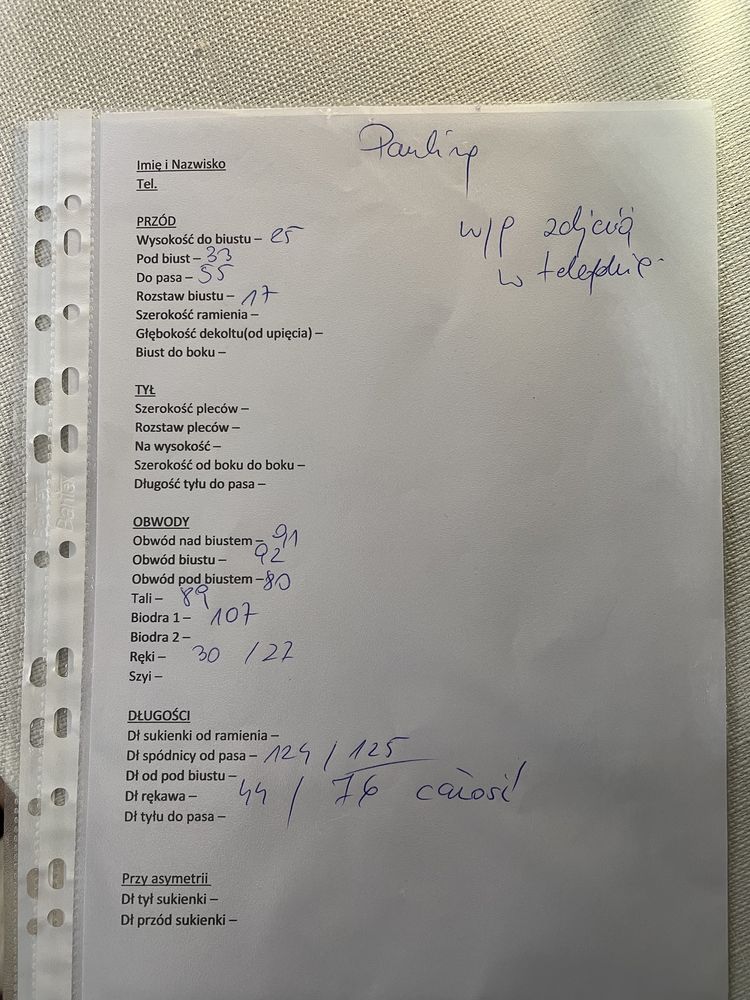 Paulina
Imię i Nazwisko
Tel.
PRZÓD
Wysokość do biustu – 25
w/p zdjęcia
Pod biust – 33
w telefonie.
Do pasa – 55
Rozstaw biustu – 17
Szerokość ramienia –
Głębokość dekoltu(od upięcia) –
Biust do boku –
TYŁ
Szerokość pleców –
Rozstaw pleców –
Na wysokość –
Szerokość od boku do boku –
Długość tyłu do pasa –
OBWODY
Obwód nad biustem – 91
Obwód biustu – 92
Obwód pod biustem – 80
Tali – 89
Biodra 1 – 107
Biodra 2 –
Ręki – 30 / 27
Szyi –
DŁUGOŚCI
Dł sukienki od ramienia –
Dł spódnicy od pasa – 124 / 125
Dł od pod biustu –
Dł rękawa – 44 / 76 całość
Dł tyłu do pasa –
Przy asymetrii
Dł tył sukienki –
Dł przód sukienki –
Bantex